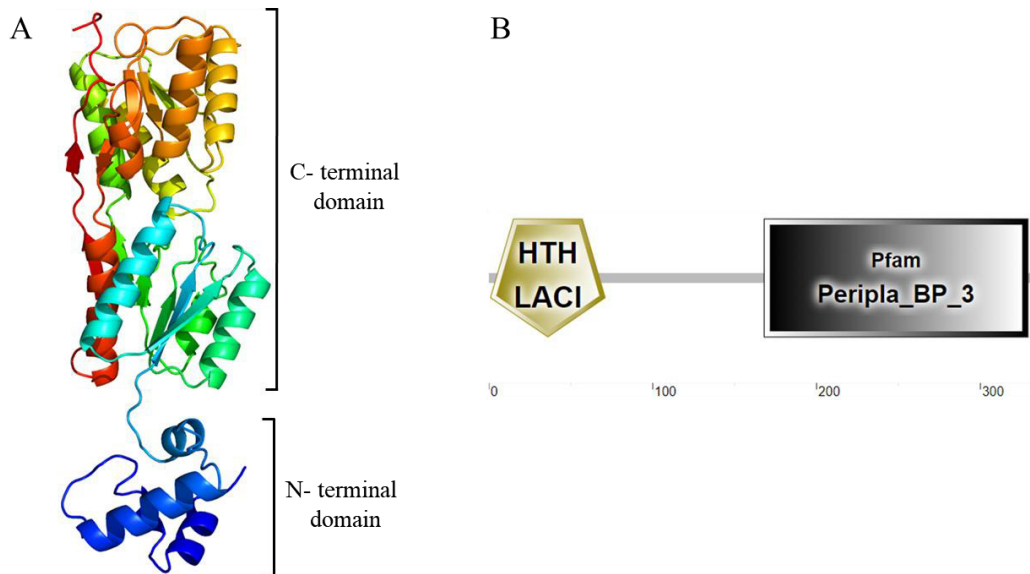 A
B
C- terminal
domain
N- terminal
domain
HTH
LACI
Pfam
Peripla_BP_3
0
100
200
300